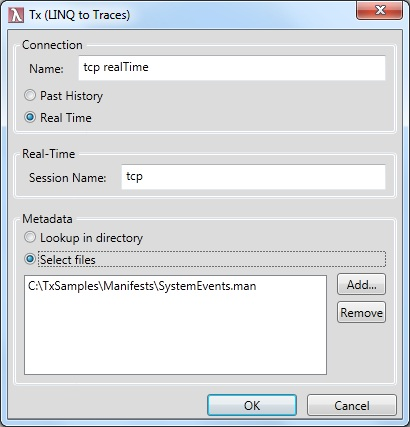 Tx (LINQ to Traces)
Connection
Name: tcp realTime
Past History
Real Time
Real-Time
Session Name: tcp
Metadata
Lookup in directory
Select files
C:\TxSamples\Manifests\SystemEvents.man
Add...
Remove
OK Cancel